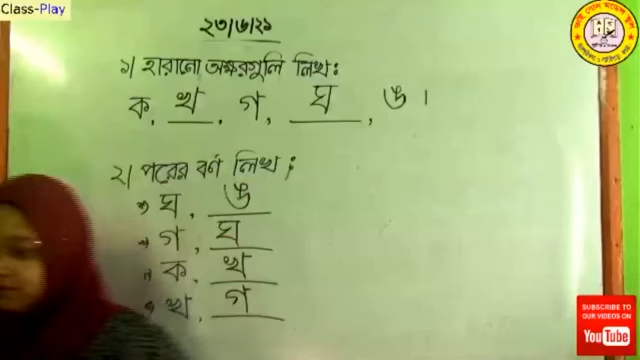 Class-Play
২৩/৬/২১
১) হারানো অক্ষরগুলি লিখ:
ক, খ, গ, ঘ, ঙ।
২) পরের বর্ণ লিখ:
ঘ, ঙ
গ, ঘ
ক, খ
খ, গ
SUBSCRIBE TO
OUR VIDEOS ON
YouTube